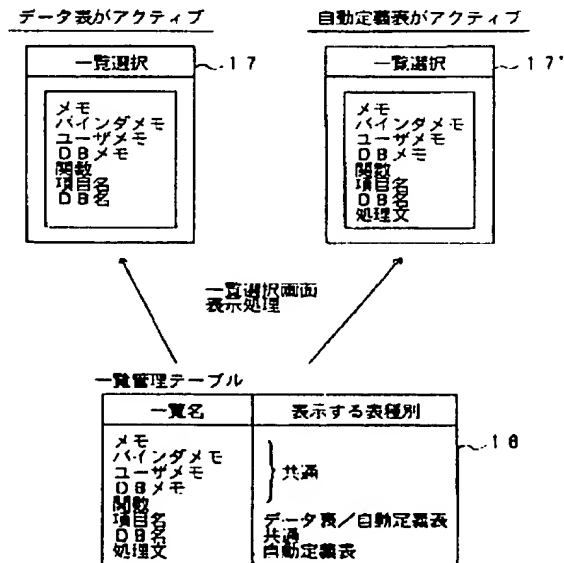 データ表がアクティブ
自動定義表がアクティブ
一覧選択
17
一覧選択
17'
メモ
バインダメモ
ユーザメモ
DBメモ
関数
項目名
DB名
メモ
バインダメモ
ユーザメモ
DBメモ
関数
項目名
DB名
処理文
一覧選択画面
表示処理
一覧管理テーブル
一覧名
表示する表種別
メモ
バインダメモ
ユーザメモ
DBメモ
関数
共通
項目名
データ表/自動定義表
DB名
共通
処理文
自動定義表